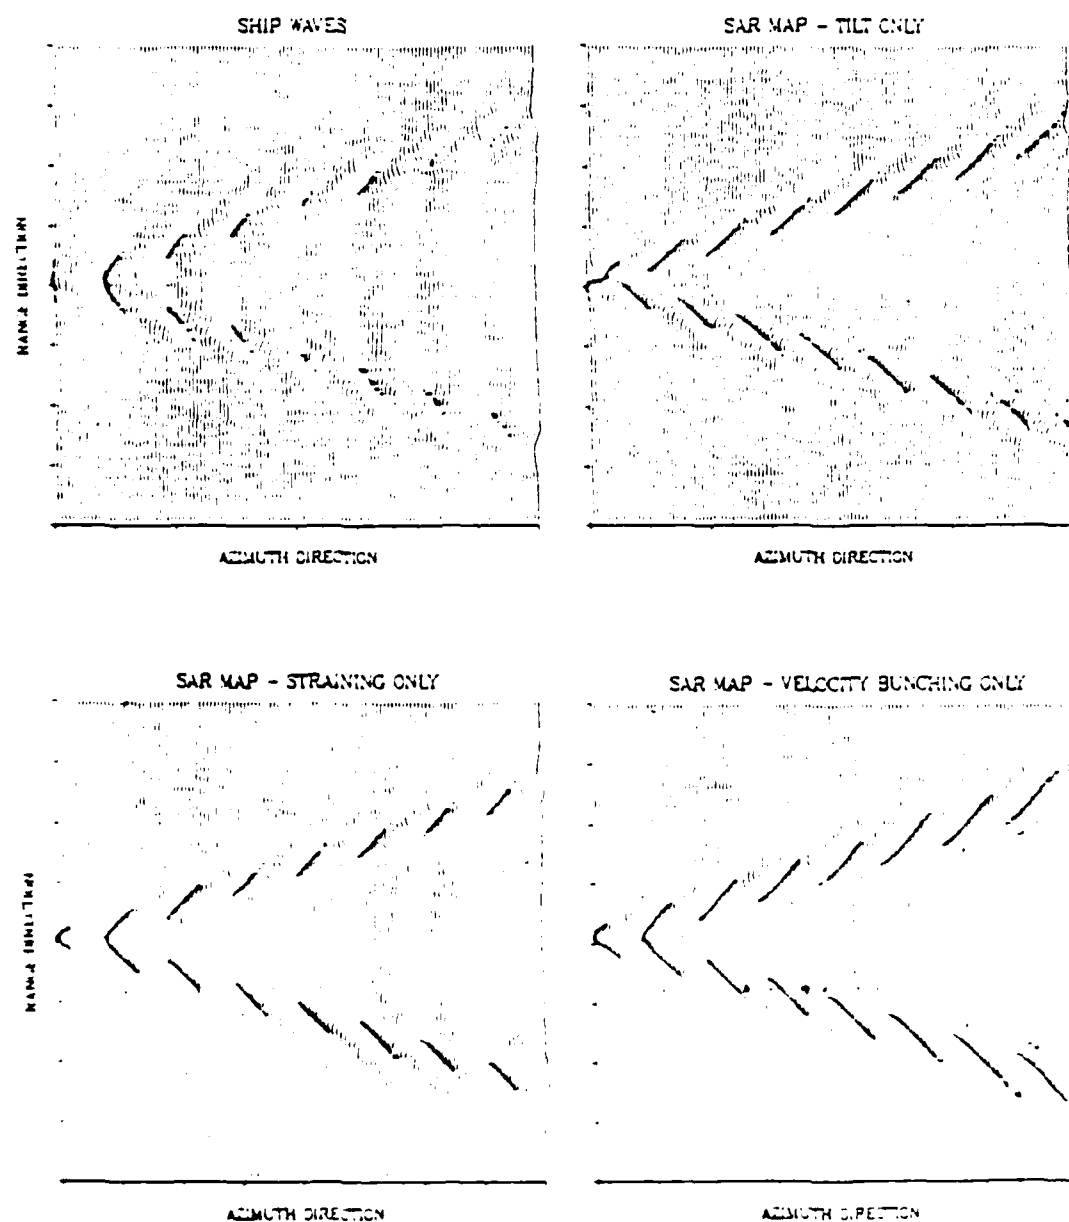 SHIP WAVES
SAR MAP - TILT ONLY
RANGE DIRECTION
AZIMUTH DIRECTION
AZIMUTH DIRECTION
SAR MAP - STRAINING ONLY
SAR MAP - VELOCITY BUNCHING ONLY
RANGE DIRECTION
AZIMUTH DIRECTION
AZIMUTH DIRECTION